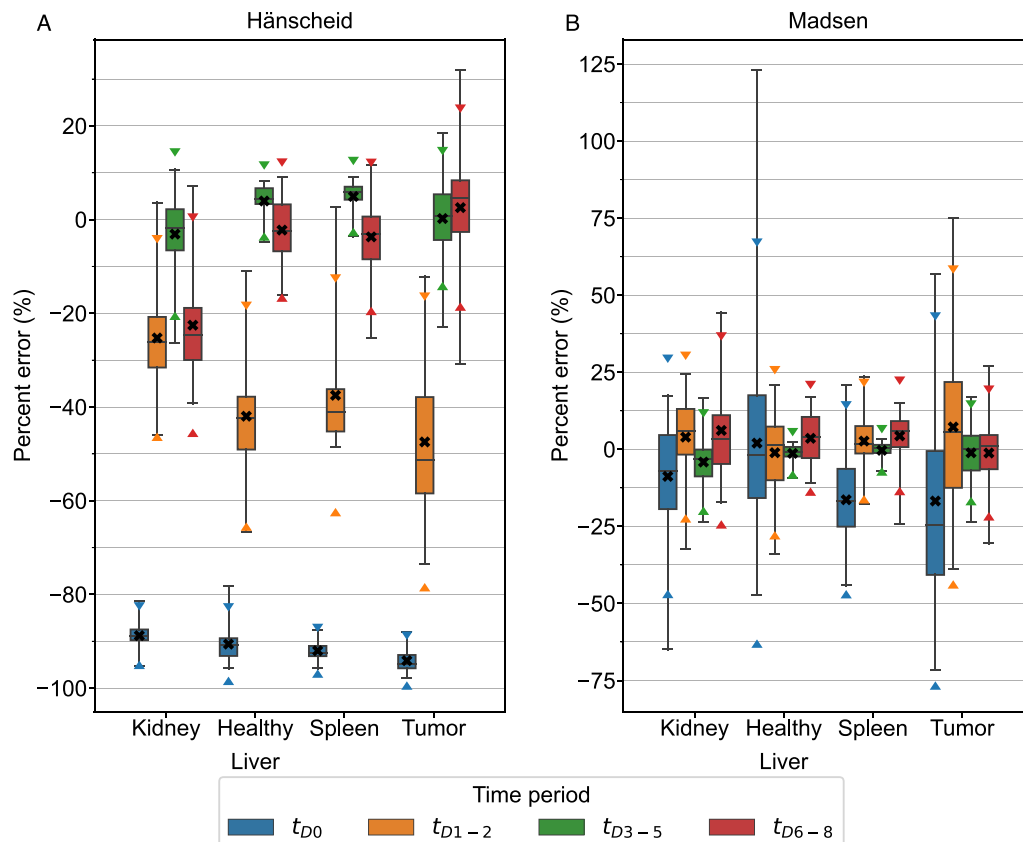 A
Hänscheid
Percent error (%)
20
0
−20
−40
−60
−80
−100
Kidney Healthy Spleen Tumor
Liver
B
Madsen
Percent error (%)
125
100
75
50
25
0
−25
−50
−75
Kidney Healthy Spleen Tumor
Liver
Time period
tD0 tD1−2 tD3−5 tD6−8